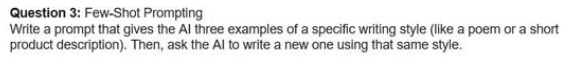 Question 3: Few-Shot Prompting
Write a prompt that gives the AI three examples of a specific writing style (like a poem or a short
product description). Then, ask the AI to write a new one using that same style.